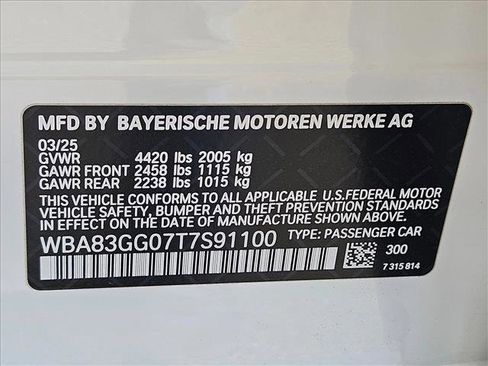 MFD BY BAYERISCHE MOTOREN WERKE AG
03/25
GVWR 4420 lbs 2005 kg
GAWR FRONT 2458 lbs 1115 kg
GAWR REAR 2238 lbs 1015 kg
THIS VEHICLE CONFORMS TO ALL APPLICABLE U.S.FEDERAL MOTOR
VEHICLE SAFETY, BUMPER AND THEFT PREVENTION STANDARDS IN
EFFECT ON THE DATE OF MANUFACTURE SHOWN ABOVE.
WBA83GG07T7S91100 TYPE: PASSENGER CAR
300
7 315 814